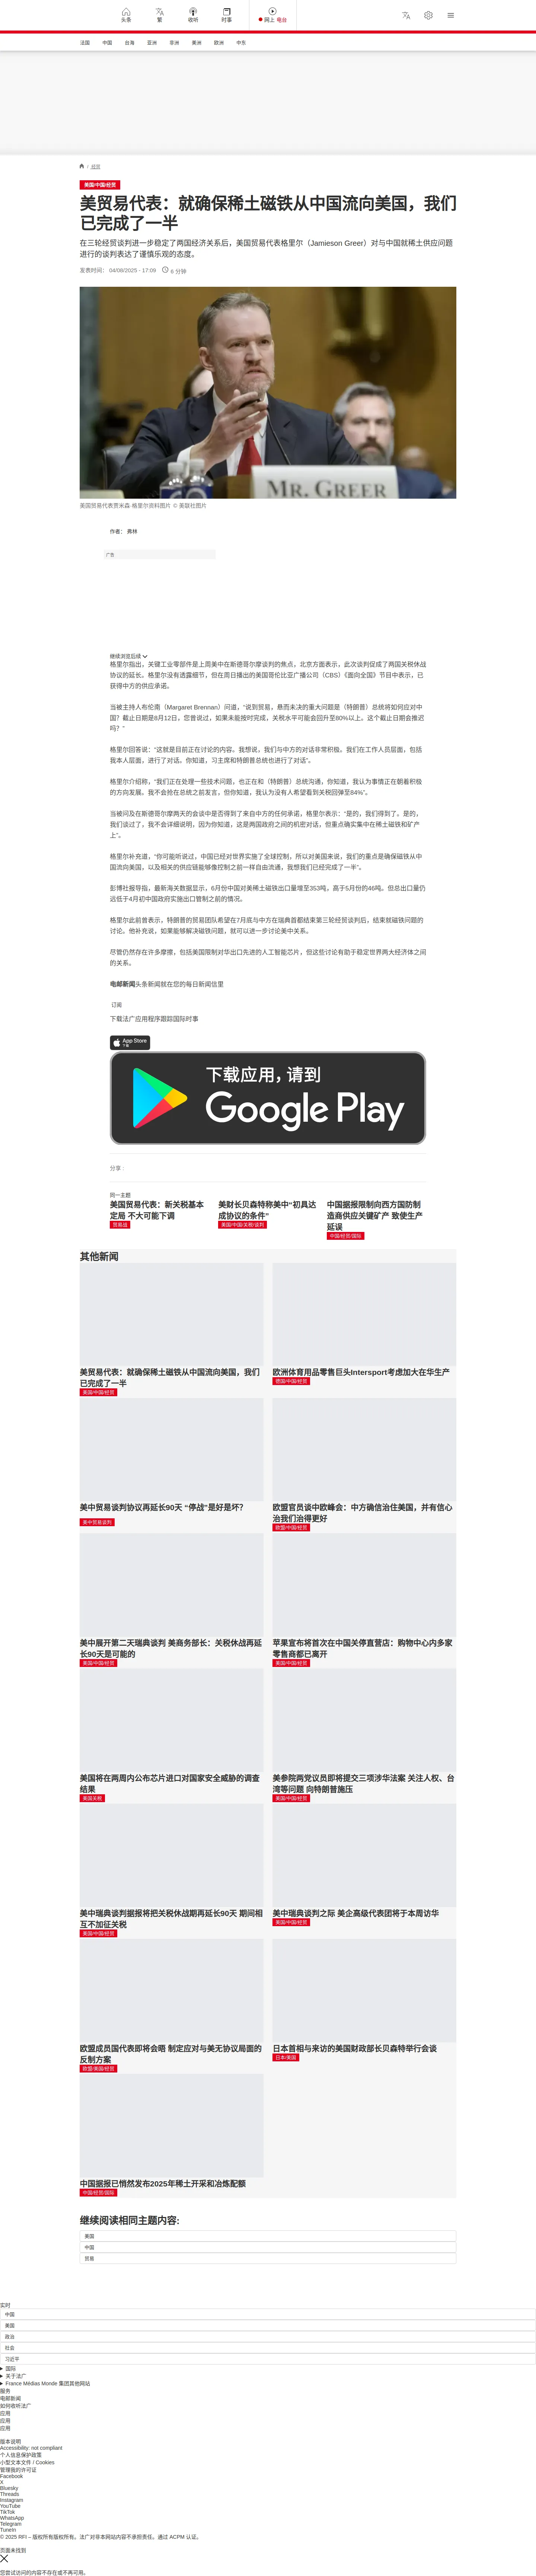 头条
繁
收听
时事
网上 电台
法国 中国 台海 亚洲 非洲 美洲 欧洲 中东
/ 经贸
美国/中国/经贸
美贸易代表：就确保稀土磁铁从中国流向美国，我们
已完成了一半
在三轮经贸谈判进一步稳定了两国经济关系后，美国贸易代表格里尔（Jamieson Greer）对与中国就稀土供应问题
进行的谈判表达了谨慎乐观的态度。
发表时间： 04/08/2025 - 17:09 6 分钟
MR. GREER
美国贸易代表贾米森·格里尔资料图片 © 美联社图片
作者： 弗林
广告
继续浏览后续
格里尔指出，关键工业零部件是上周美中在斯德哥尔摩谈判的焦点，北京方面表示，此次谈判促成了两国关税休战
协议的延长。格里尔没有透露细节，但在周日播出的美国哥伦比亚广播公司（CBS）《面向全国》节目中表示，已
获得中方的供应承诺。
当被主持人布伦南（Margaret Brennan）问道，“说到贸易，悬而未决的重大问题是（特朗普）总统将如何应对中
国？截止日期是8月12日，您曾说过，如果未能按时完成，关税水平可能会回升至80%以上。这个截止日期会推迟
吗？”
格里尔回答说：“这就是目前正在讨论的内容。我想说，我们与中方的对话非常积极。我们在工作人员层面，包括
我本人层面，进行了对话。你知道，习主席和特朗普总统也进行了对话”。
格里尔介绍称，“我们正在处理一些技术问题，也正在和（特朗普）总统沟通，你知道，我认为事情正在朝着积极
的方向发展。我不会抢在总统之前发言，但你知道，我认为没有人希望看到关税回弹至84%”。
当被问及在斯德哥尔摩两天的会谈中是否得到了来自中方的任何承诺，格里尔表示：“是的，我们得到了。是的，
我们谈过了，我不会详细说明，因为你知道，这是两国政府之间的机密对话，但重点确实集中在稀土磁铁和矿产
上”。
格里尔补充道，“你可能听说过，中国已经对世界实施了全球控制，所以对美国来说，我们的重点是确保磁铁从中
国流向美国，以及相关的供应链能够像控制之前一样自由流通，我想我们已经完成了一半”。
彭博社报导指，最新海关数据显示，6月份中国对美稀土磁铁出口量增至353吨，高于5月份的46吨。但总出口量仍
远低于4月初中国政府实施出口管制之前的情况。
格里尔此前曾表示，特朗普的贸易团队希望在7月底与中方在瑞典首都结束第三轮经贸谈判后，结束就磁铁问题的
讨论。他补充说，如果能够解决磁铁问题，就可以进一步讨论美中关系。
尽管仍然存在许多摩擦，包括美国限制对华出口先进的人工智能芯片，但这些讨论有助于稳定世界两大经济体之间
的关系。
电邮新闻头条新闻就在您的每日新闻信里
订阅
下载法广应用程序跟踪国际时事
App Store
下载
下载应用，请到
Google Play
分享 :
同一主题
美国贸易代表：新关税基本
定局 不大可能下调
贸易战
美财长贝森特称美中“初具达
成协议的条件”
美国/中国/关税/谈判
中国据报限制向西方国防制
造商供应关键矿产 致使生产
延误
中国/经贸/国际
其他新闻
美贸易代表：就确保稀土磁铁从中国流向美国，我们
已完成了一半
美国/中国/经贸
欧洲体育用品零售巨头Intersport考虑加大在华生产
德国/中国/经贸
美中贸易谈判协议再延长90天 “停战”是好是坏？
美中贸易谈判
欧盟官员谈中欧峰会：中方确信治住美国，并有信心
治我们治得更好
欧盟/中国/经贸
美中展开第二天瑞典谈判 美商务部长：关税休战再延
长90天是可能的
美国/中国/经贸
苹果宣布将首次在中国关停直营店：购物中心内多家
零售商都已离开
美国/中国/经贸
美国将在两周内公布芯片进口对国家安全威胁的调查
结果
美国关税
美参院两党议员即将提交三项涉华法案 关注人权、台
湾等问题 向特朗普施压
美国/中国/经贸
美中瑞典谈判据报将把关税休战期再延长90天 期间相
互不加征关税
美国/中国/经贸
美中瑞典谈判之际 美企高级代表团将于本周访华
美国/中国/经贸
欧盟成员国代表即将会晤 制定应对与美无协议局面的
反制方案
欧盟/美国/经贸
日本首相与来访的美国财政部长贝森特举行会谈
日本/美国
中国据报已悄然发布2025年稀土开采和冶炼配额
中国/经贸/国际
继续阅读相同主题内容:
美国
中国
贸易
实时
中国
美国
政治
社会
习近平
国际
关于法广
France Médias Monde 集团其他网站
服务
电邮新闻
如何收听法广
应用
应用
应用
版本说明
Accessibility: not compliant
个人信息保护政策
小型文本文件 / Cookies
管理我的许可证
Facebook
X
Bluesky
Threads
Instagram
YouTube
TikTok
WhatsApp
Telegram
TuneIn
© 2025 RFI – 版权所有版权所有。法广对非本网站内容不承担责任。通过 ACPM 认证。
页面未找到
您尝试访问的内容不存在或不再可用。